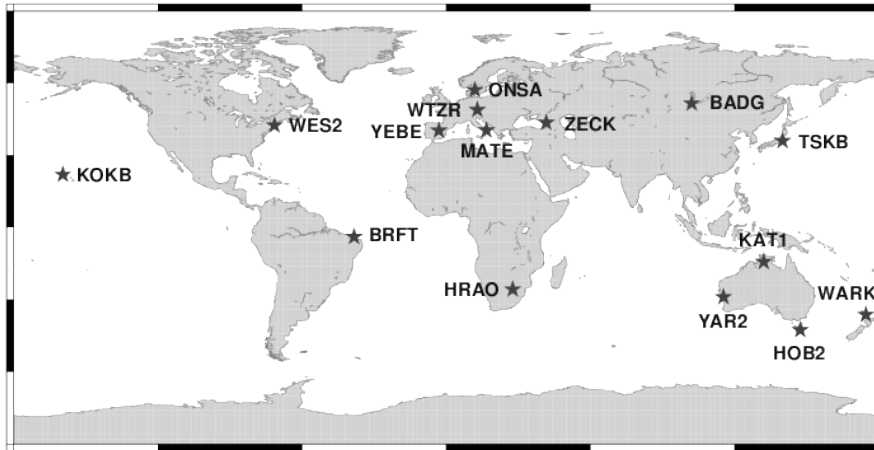 ONSA
WTZR
BADG
WES2
YEBE
ZECK
MATE
TSKB
KOKB
BRFT
KAT1
HRAO
WARK
YAR2
HOB2